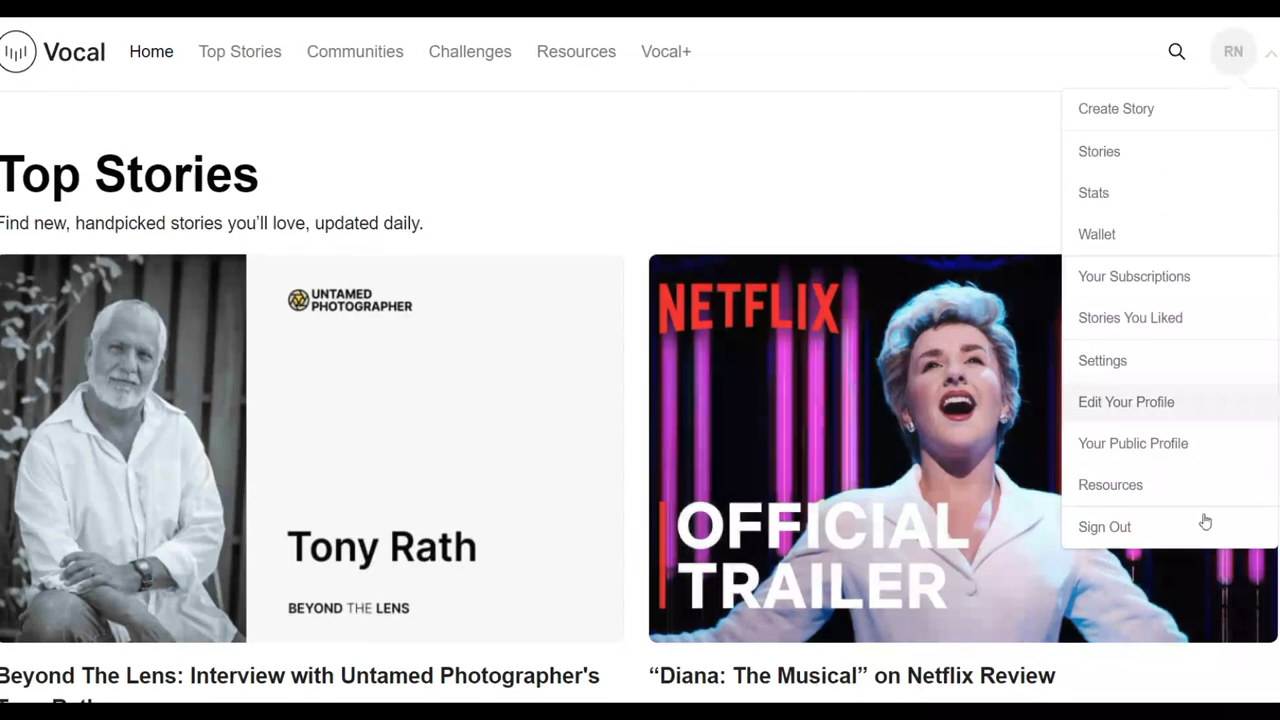 Vocal
Home
Top Stories
Communities
Challenges
Resources
Vocal+
RN
Create Story
Stories
Stats
Wallet
Your Subscriptions
Stories You Liked
Settings
Edit Your Profile
Your Public Profile
Resources
Sign Out
Top Stories
Find new, handpicked stories you'll love, updated daily.
UNTAMED
PHOTOGRAPHER
Tony Rath
BEYOND THE LENS
NETFLIX
OFFICIAL
TRAILER
Beyond The Lens: Interview with Untamed Photographer's
“Diana: The Musical” on Netflix Review